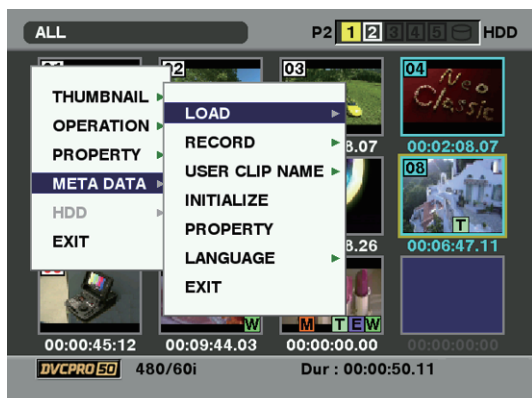 ALL P2 1 2 3 4 5 HDD
02 03 04
Neo
Classic
THUMBNAIL
OPERATION
PROPERTY
META DATA
HDD
EXIT
LOAD
RECORD
USER CLIP NAME
INITIALIZE
PROPERTY
LANGUAGE
EXIT
8.07 00:02:08.07
08
T
8.26 00:06:47.11
W M T E W
00:00:45:12 00:09:44.03 00:00:00.00 00:00:00.00
DVCPRO 50 480/60i Dur : 00:00:50.11